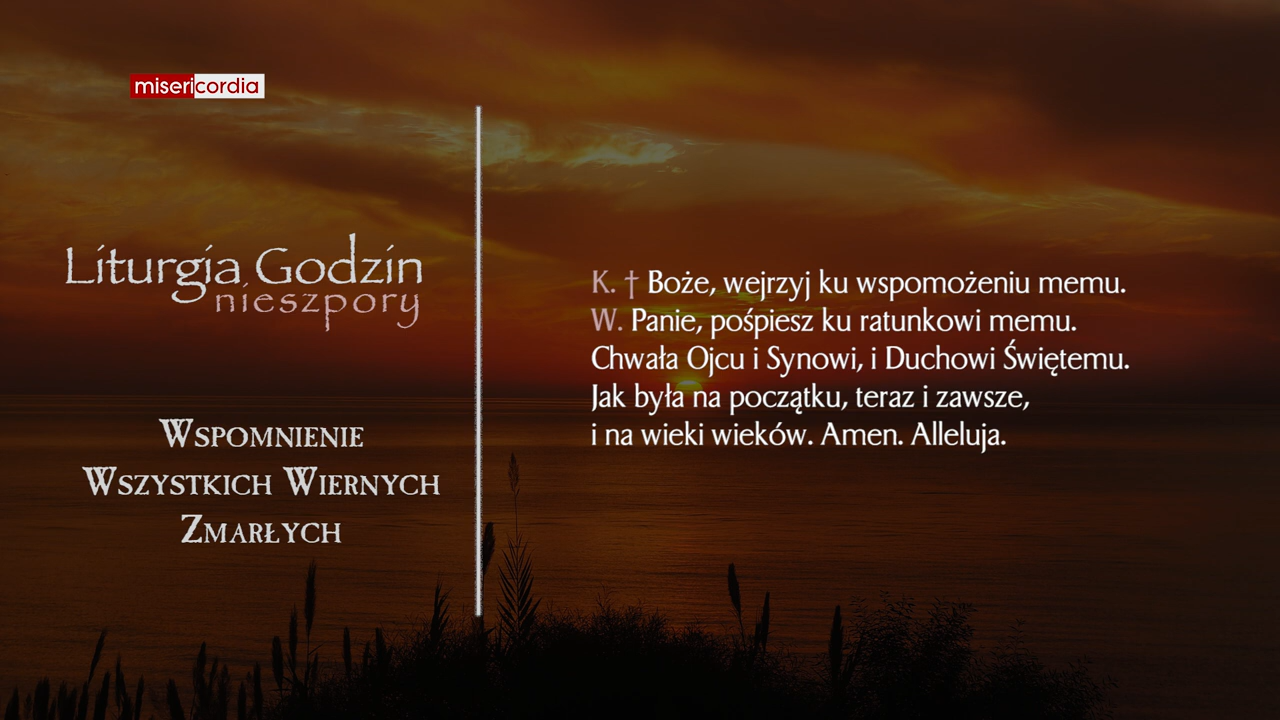 misericordia
Liturgia Godzin
nieszpory
Wspomnienie
Wszystkich Wiernych
Zmarłych
K. † Boże, wejrzyj ku wspomożeniu memu.
W. Panie, pośpiesz ku ratunkowi memu.
Chwała Ojcu i Synowi, i Duchowi Świętemu.
Jak była na początku, teraz i zawsze,
i na wieki wieków. Amen. Alleluja.